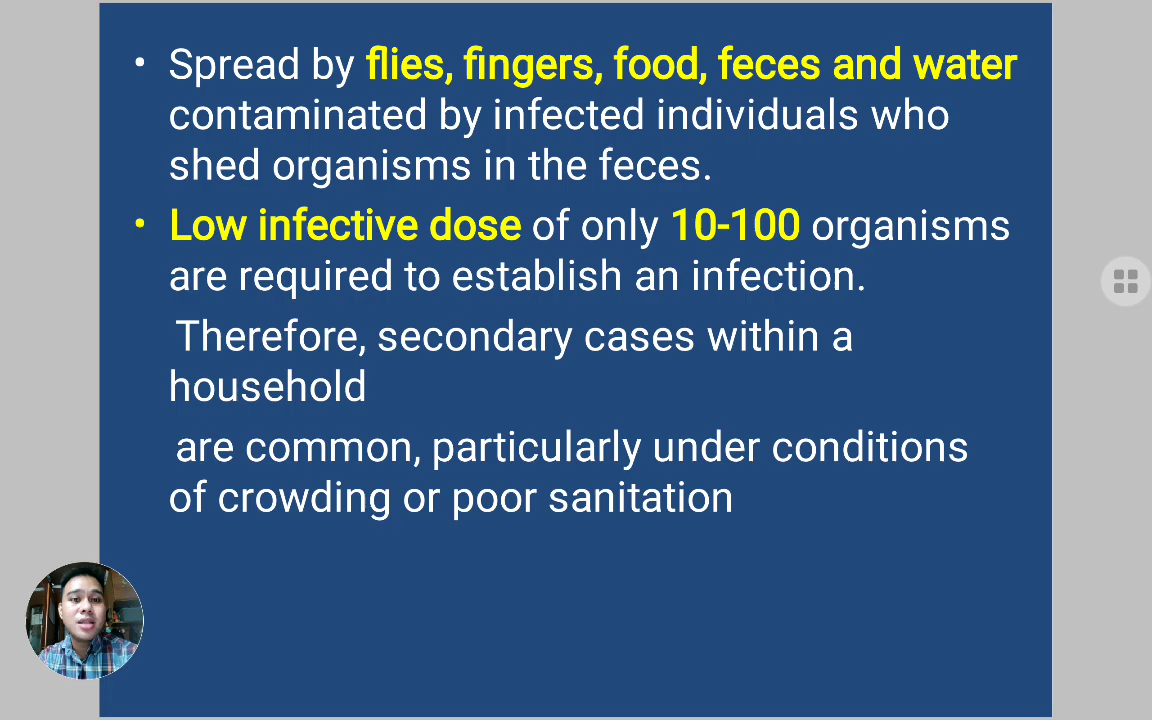 • Spread by flies, fingers, food, feces and water
contaminated by infected individuals who
shed organisms in the feces.
• Low infective dose of only 10-100 organisms
are required to establish an infection.
Therefore, secondary cases within a
household
are common, particularly under conditions
of crowding or poor sanitation